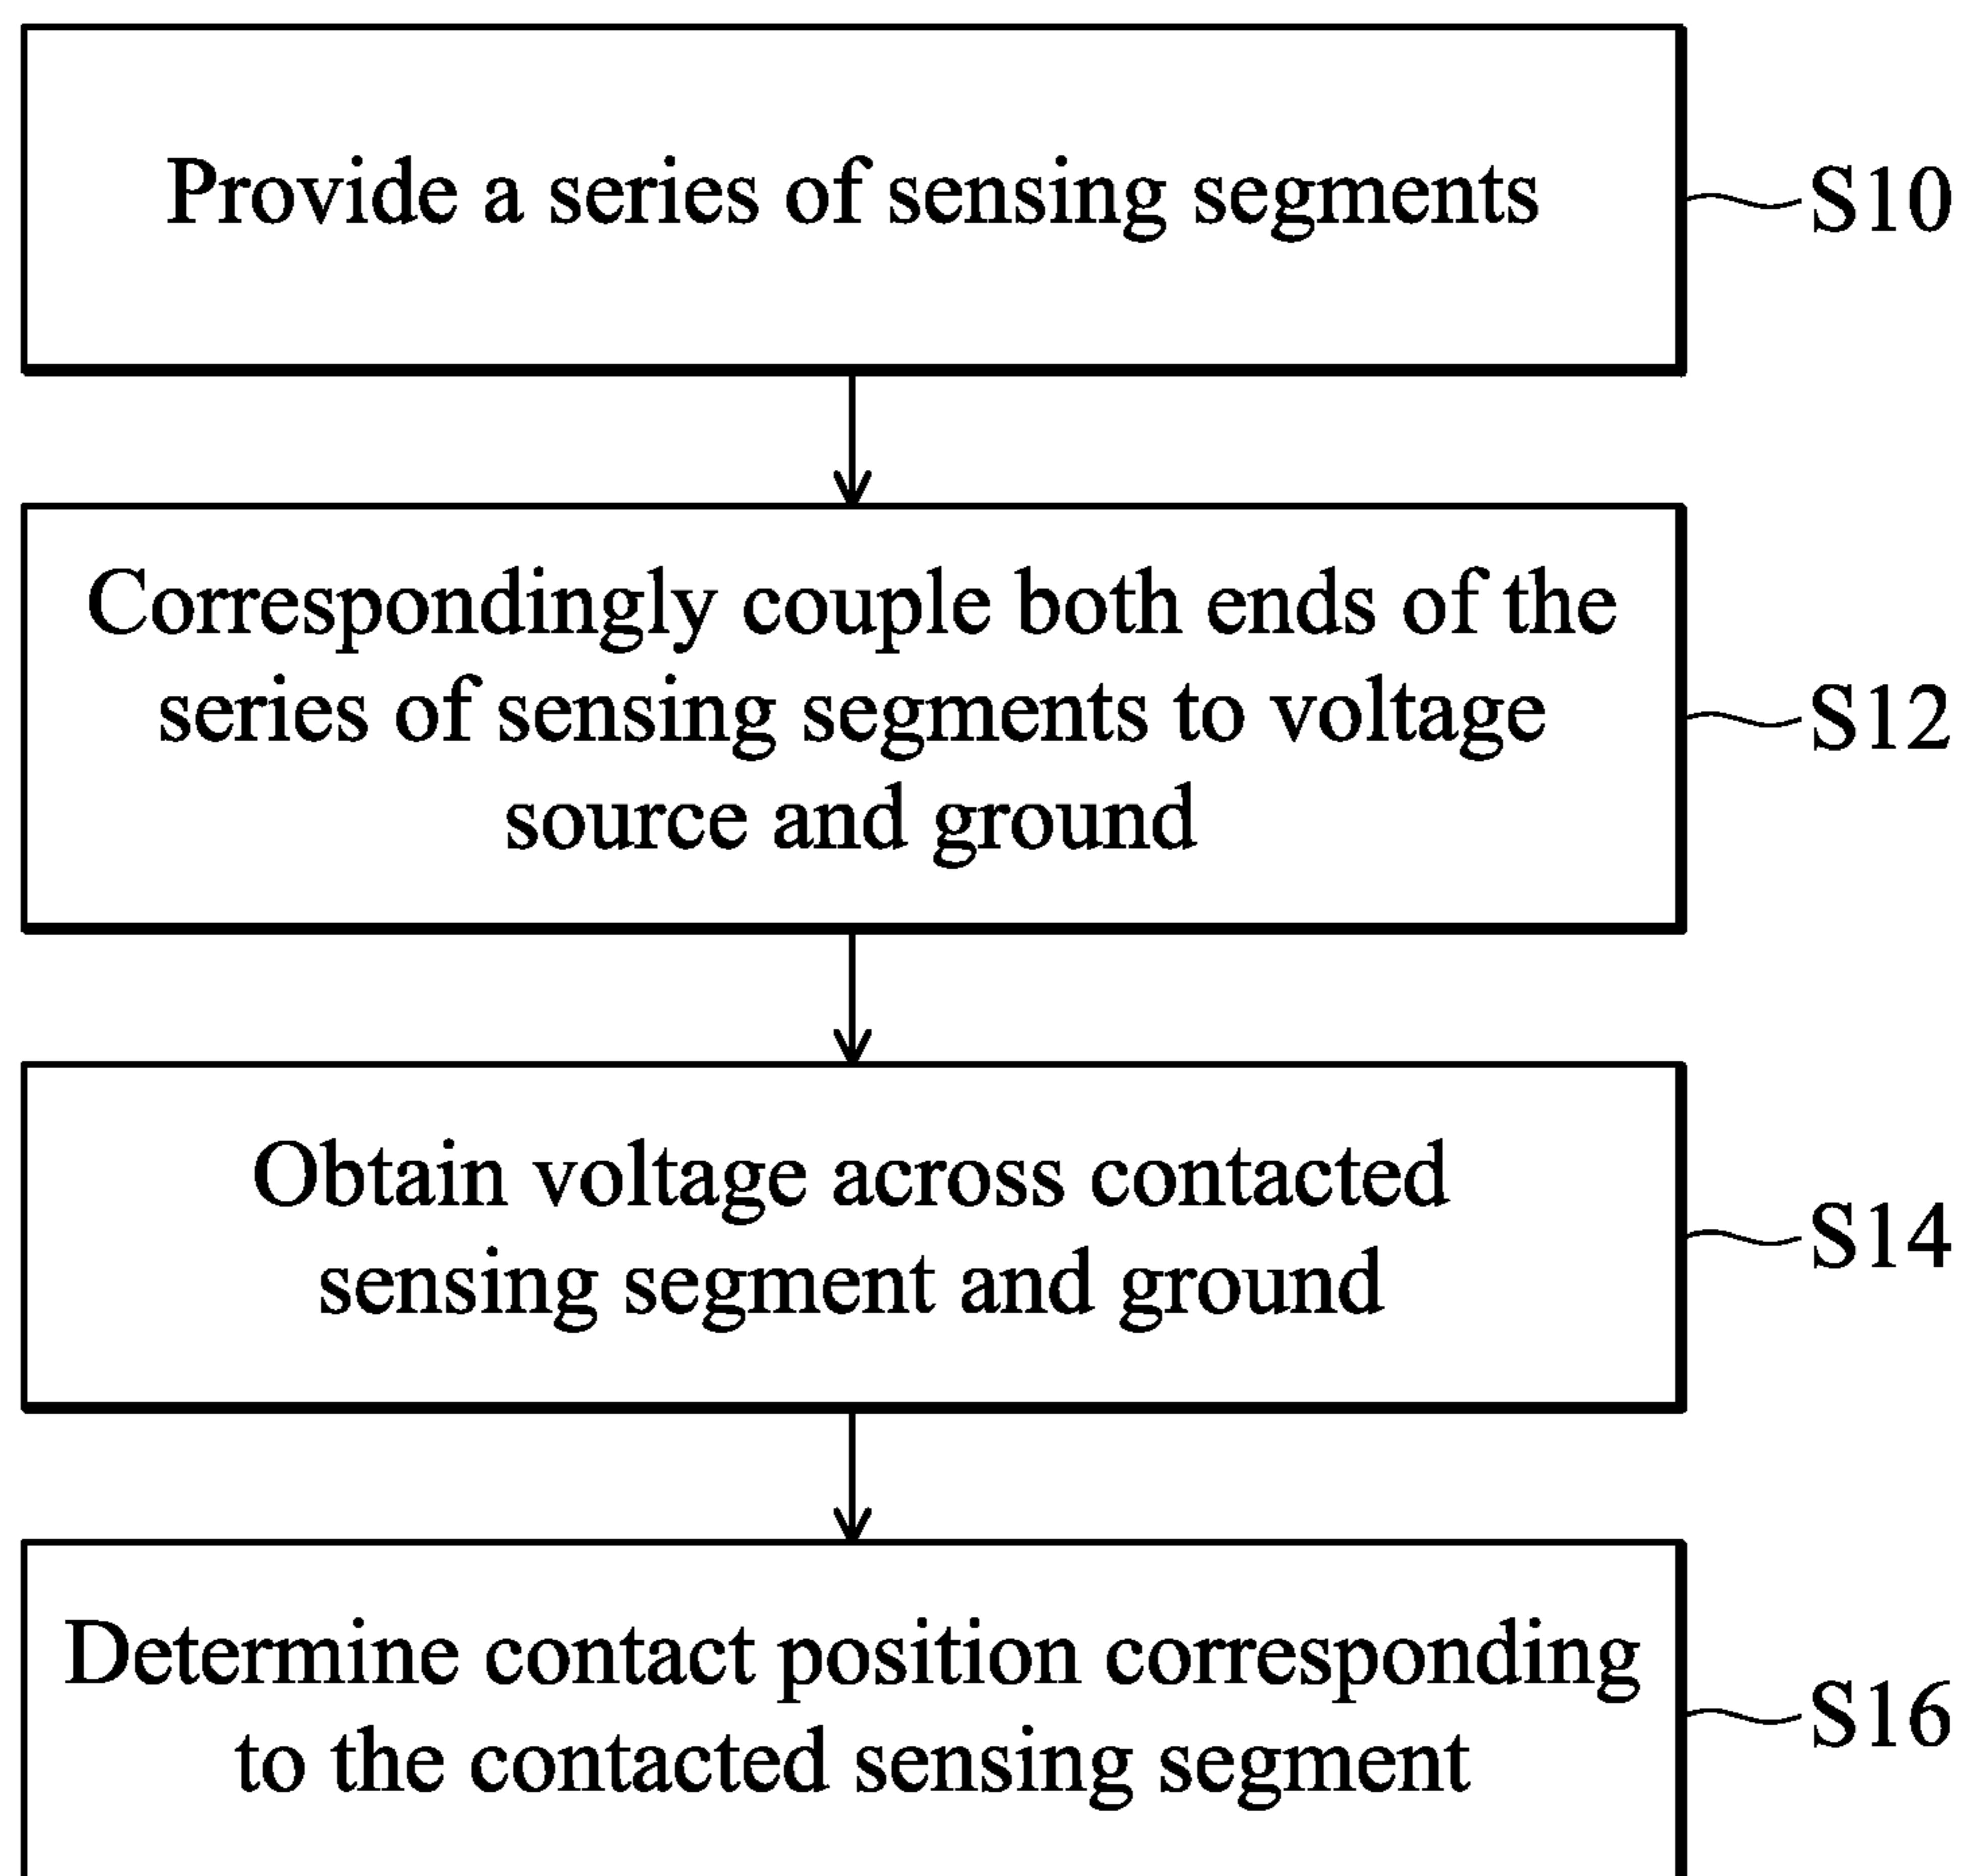 Provide a series of sensing segments
S10
Correspondingly couple both ends of the
series of sensing segments to voltage
source and ground
S12
Obtain voltage across contacted
sensing segment and ground
S14
Determine contact position corresponding
to the contacted sensing segment
S16